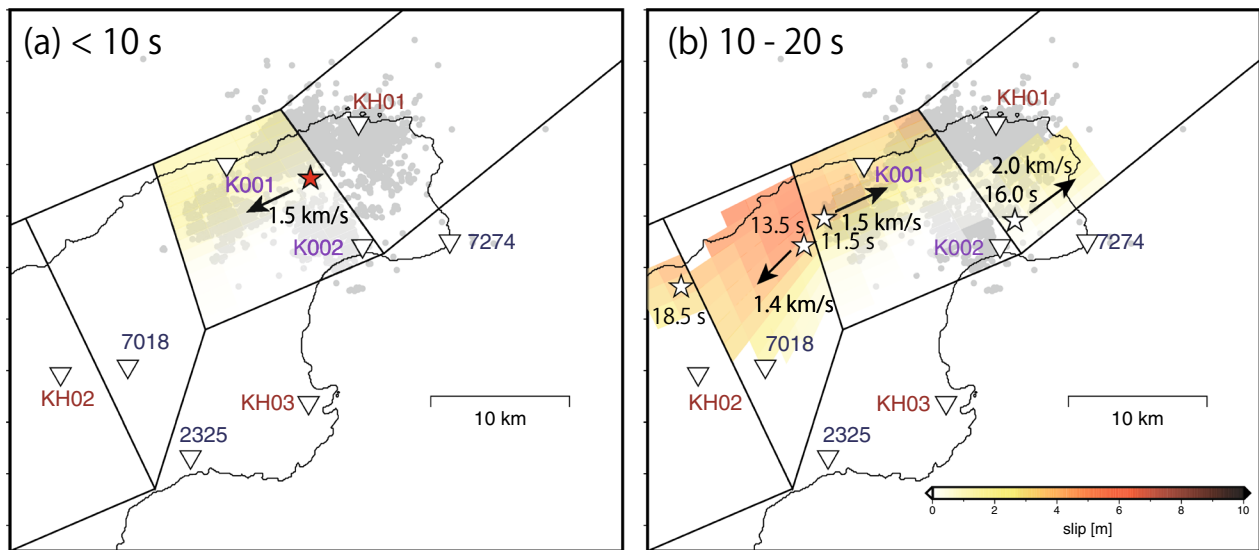 (a) < 10 s
KH01
K001
1.5 km/s
K002
7274
7018
KH02
KH03
10 km
2325
(b) 10 - 20 s
KH01
2.0 km/s
K001
16.0 s
13.5 s
1.5 km/s
11.5 s
K002
7274
1.4 km/s
18.5 s
7018
KH02
KH03
10 km
2325
0 2 4 6 8 10
slip [m]